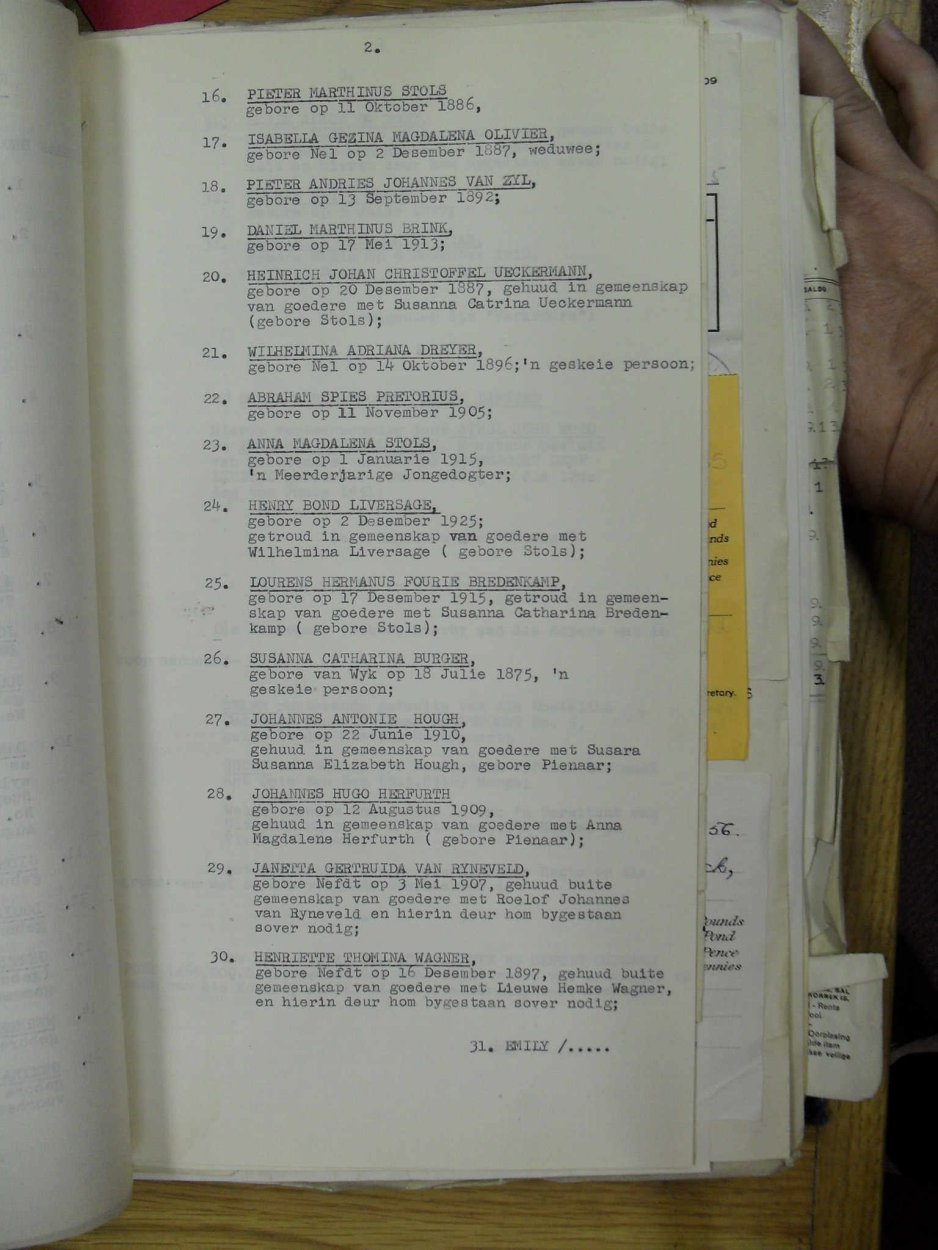 2.
16. PIETER MARTHINUS STOLS
gebore op 11 Oktober 1886,
17. ISABELLA GEZINA MAGDALENA OLIVIER,
gebore Nel op 2 Desember 1887, weduwee;
18. PIETER ANDRIES JOHANNES VAN ZYL,
gebore op 13 September 1892;
19. DANIEL MARTHINUS BRINK,
gebore op 17 Mei 1913;
20. HEINRICH JOHAN CHRISTOFFEL UECKERMANN,
gebore op 20 Desember 1887, gehuud in gemeenskap
van goedere met Susanna Catrina Ueckermann
(gebore Stols);
21. WILHELMINA ADRIANA DREYER,
gebore Nel op 14 Oktober 1896;'n geskeie persoon;
22. ABRAHAM SPIES PRETORIUS,
gebore op 11 November 1905;
23. ANNA MAGDALENA STOLS,
gebore op 1 Januarie 1915,
'n Meerderjarige Jongedogter;
24. HENRY BOND LIVERSAGE,
gebore op 2 Desember 1925;
getroud in gemeenskap van goedere met
Wilhelmina Liversage ( gebore Stols);
25. LOURENS HERMANUS FOURIE BREDENKAMP,
gebore op 17 Desember 1915, getroud in gemeen-
skap van goedere met Susanna Catharina Breden-
kamp ( gebore Stols);
26. SUSANNA CATHARINA BURGER,
gebore van Wyk op 18 Julie 1875, 'n
geskeie persoon;
27. JOHANNES ANTONIE HOUGH,
gebore op 22 Junie 1910,
gehuud in gemeenskap van goedere met Susara
Susanna Elizabeth Hough, gebore Pienaar;
28. JOHANNES HUGO HERFURTH
gebore op 12 Augustus 1909,
gehuud in gemeenskap van goedere met Anna
Magdalene Herfurth ( gebore Pienaar);
29. JANETTA GERTRUIDA VAN RYNEVELD,
gebore Nefdt op 3 Mei 1907, gehuud buite
gemeenskap van goedere met Roelof Johannes
van Ryneveld en hierin deur hom bygestaan
sover nodig;
30. HENRIETTE THOMINA WAGNER,
gebore Nefdt op 16 Desember 1897, gehuud buite
gemeenskap van goedere met Lieuwe Hemke Wagner,
en hierin deur hom bygestaan sover nodig;
31. EMILY /.....
ounds
Pond
Pence
ennies